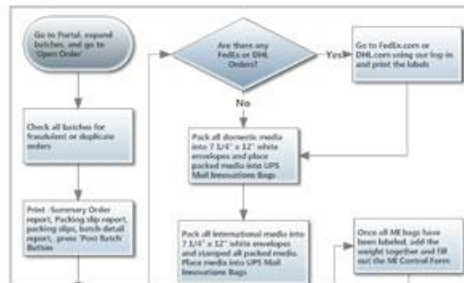 Go to Portal, expand
batches, and go to
'Open Order'
Check all batches for
fraudulent or duplicate
orders
Print -Summary Order
report, Packing slip report,
packing slips, batch detail
report, press 'Post Batch'
Button
Are there any
FedEx or DHL
Orders?
Yes
Go to FedEx.com or
DHL.com using our log-in
and print the labels
No
Pack all domestic media
into 7 1/4" x 12" white
envelopes and place
packed media into UPS
Mail Innovations Bags
Pack all International media into
7 1/4" x 12" white envelopes
and stamped all packed media.
Place media into UPS Mail
Innovations Bags
Once all MI bags have
been labeled, add the
weight together and fill
out the MI Control Form